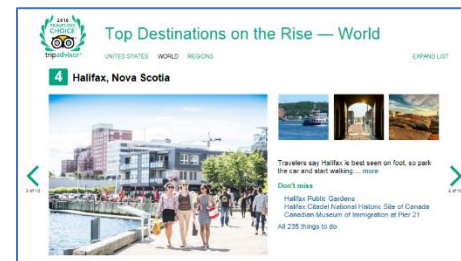 2016
TRAVELERS'
CHOICE
tripadvisor
Top Destinations on the Rise — World
UNITED STATES WORLD REGIONS
EXPAND LIST
4 Halifax, Nova Scotia
Travelers say Halifax is best seen on foot, so park
the car and start walking.... more
Don't miss
Halifax Public Gardens
Halifax Citadel National Historic Site of Canada
Canadian Museum of Immigration at Pier 21
All 235 things to do